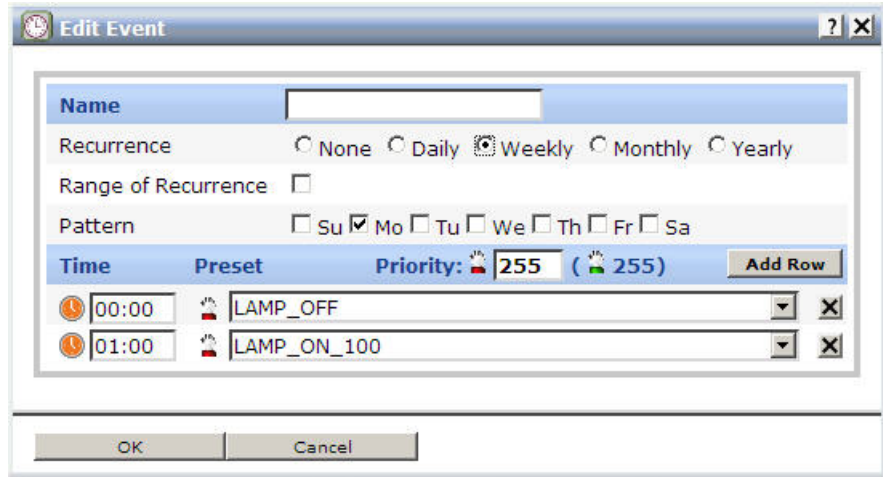 Edit Event ?
Name
Recurrence None Daily Weekly Monthly Yearly
Range of Recurrence
Pattern Su Mo Tu We Th Fr Sa
Time Preset Priority: 255 ( 255) Add Row
00:00 LAMP_OFF
01:00 LAMP_ON_100
OK Cancel